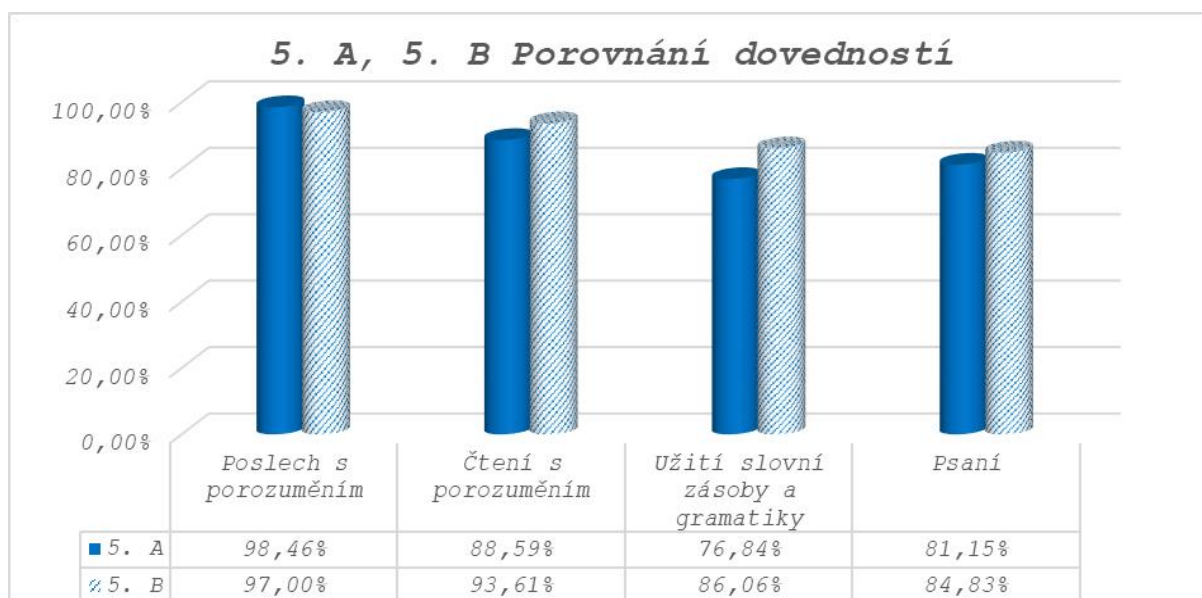 5. A, 5. B Porovnání dovedností
100,00%
80,00%
60,00%
40,00%
20,00%
0,00%
Poslech s porozuměním
Čtení s porozuměním
Užití slovní zásoby a gramatiky
Psaní
5. A 98,46% 88,59% 76,84% 81,15%
5. B 97,00% 93,61% 86,06% 84,83%